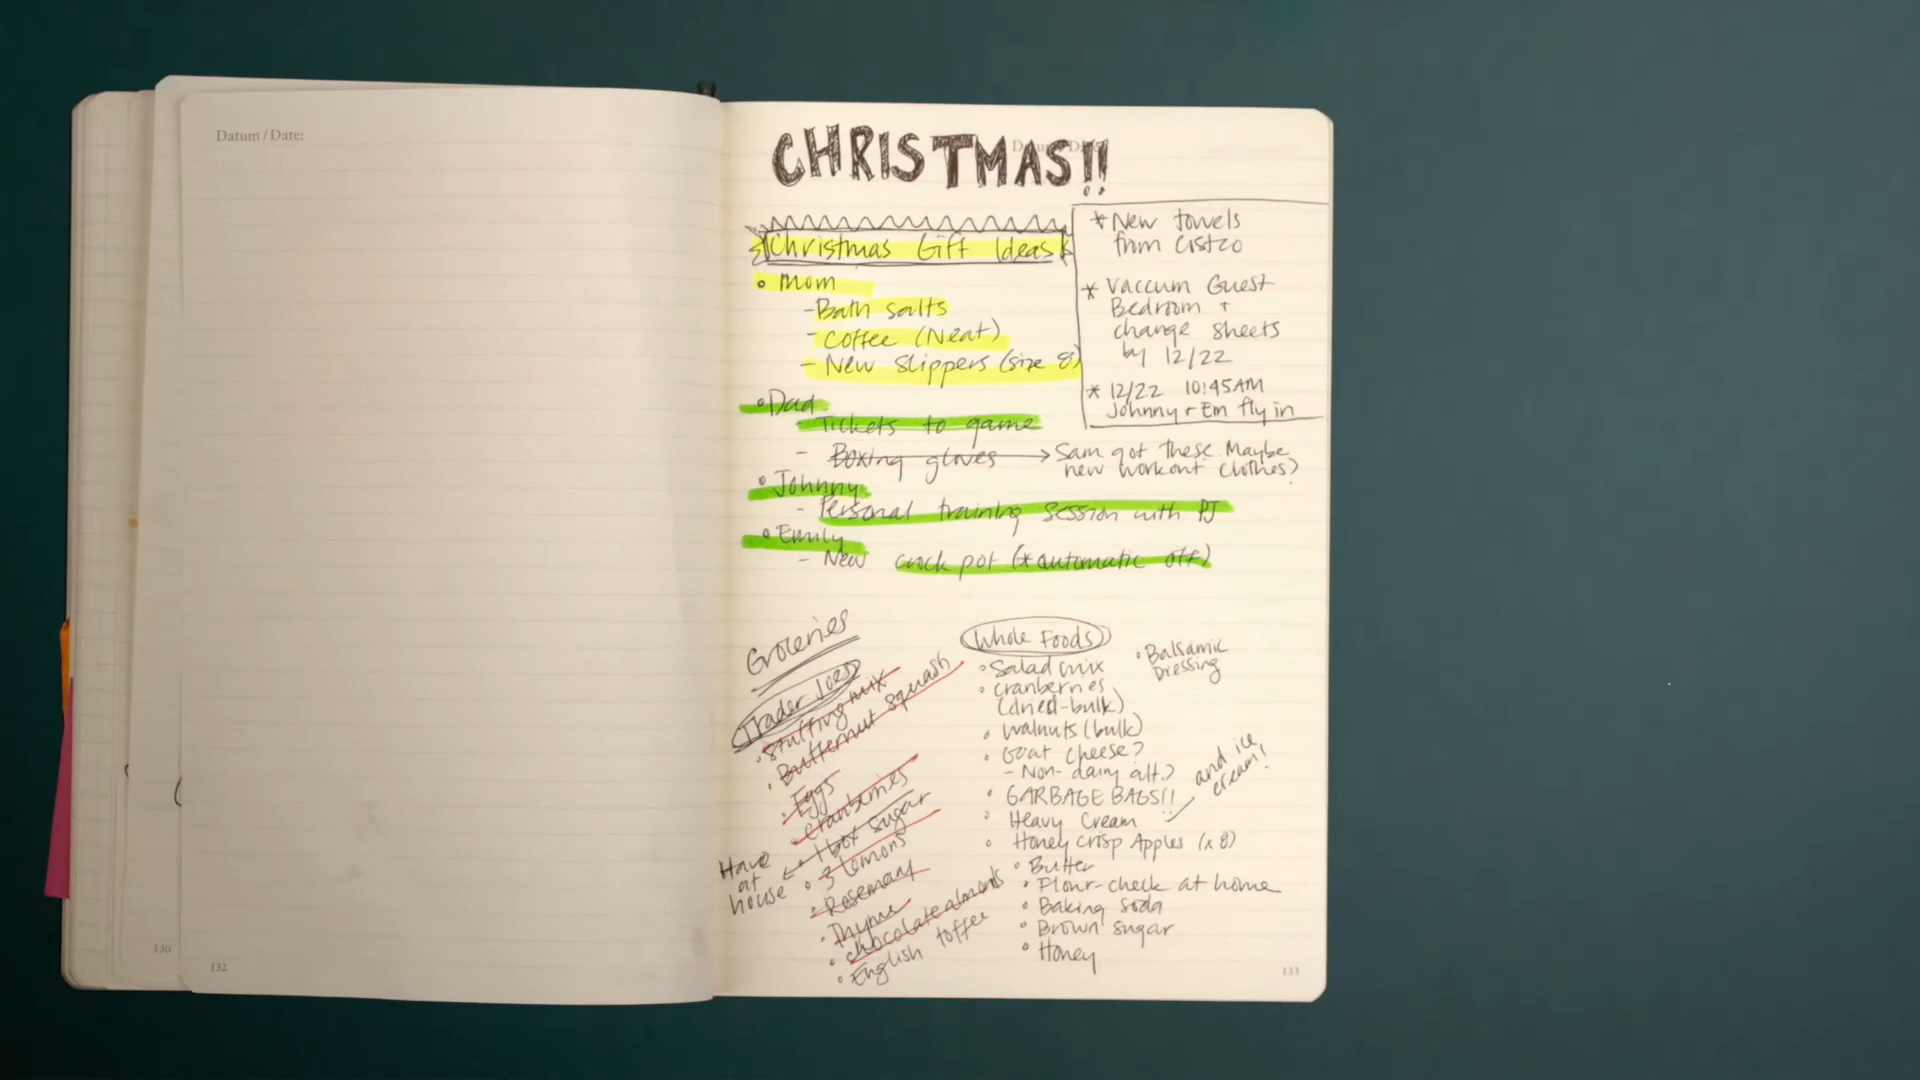 Datum / Date:
130
132
CHRISTMAS!!
Christmas Gift Ideas
• Mom
- Bath salts
- Coffee (Neat)
- New slippers (size 8)
• Dad
- Tickets to game
- Boxing gloves → Sam got these. Maybe
new workout clothes?
• Johnny
- Personal training session with PJ
• Emily
- New crock pot (*automatic off)
* New towels
from Costco
* Vaccum Guest
Bedroom +
change sheets
by 12/22
* 12/22 10:45AM
Johnny + Em fly in
Groceries
Trader Joes
• Stuffing mix
• Butternut squash
• Eggs
• Cranberries
• 1 box sugar
Have
at
house
• 3 lemons
• Rosemary
• Thyme
• chocolate almonds
• English toffee
Whole Foods
• Salad mix
• cranberries
(dried-bulk)
• walnuts (bulk)
• Goat cheese?
- Non-dairy alt.?
• GARBAGE BAGS!!
• Heavy Cream
and ice
cream!
• Honey crisp Apples (x 8)
• Butter
• Flour-check at home
• Baking soda
• Brown sugar
• Honey
• Balsamic
Dressing
133